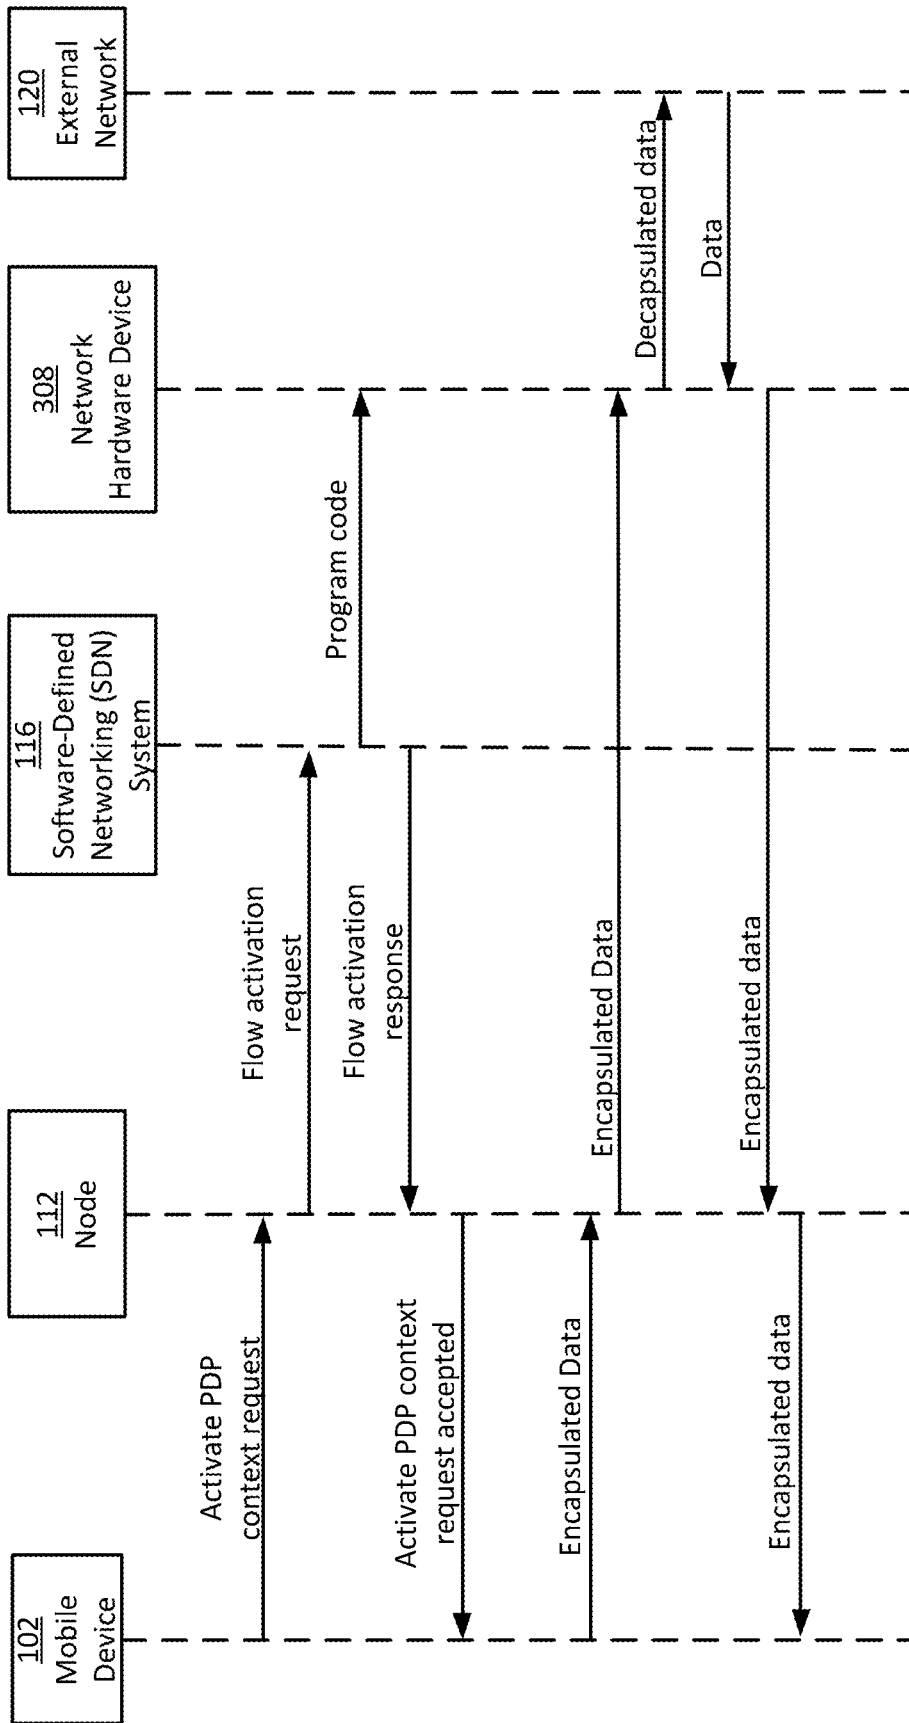 102
Mobile
Device
112
Node
116
Software-Defined
Networking (SDN)
System
308
Network
Hardware Device
120
External
Network
Activate PDP
context request
Flow activation
request
Program code
Flow activation
response
Activate PDP context
request accepted
Encapsulated Data
Encapsulated Data
Decapsulated data
Data
Encapsulated data
Encapsulated data